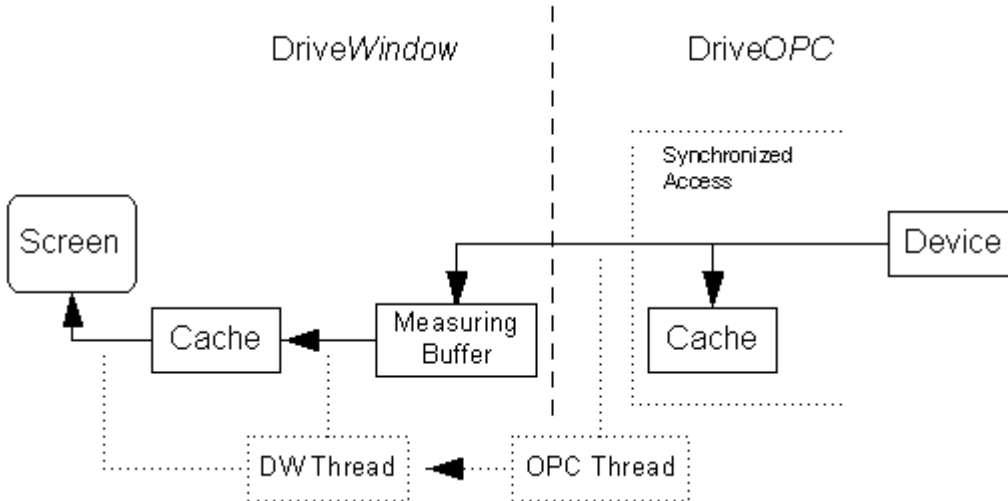 DriveWindow
DriveOPC
Synchronized
Access
Screen
Device
Cache
Measuring
Buffer
Cache
DW Thread
OPC Thread